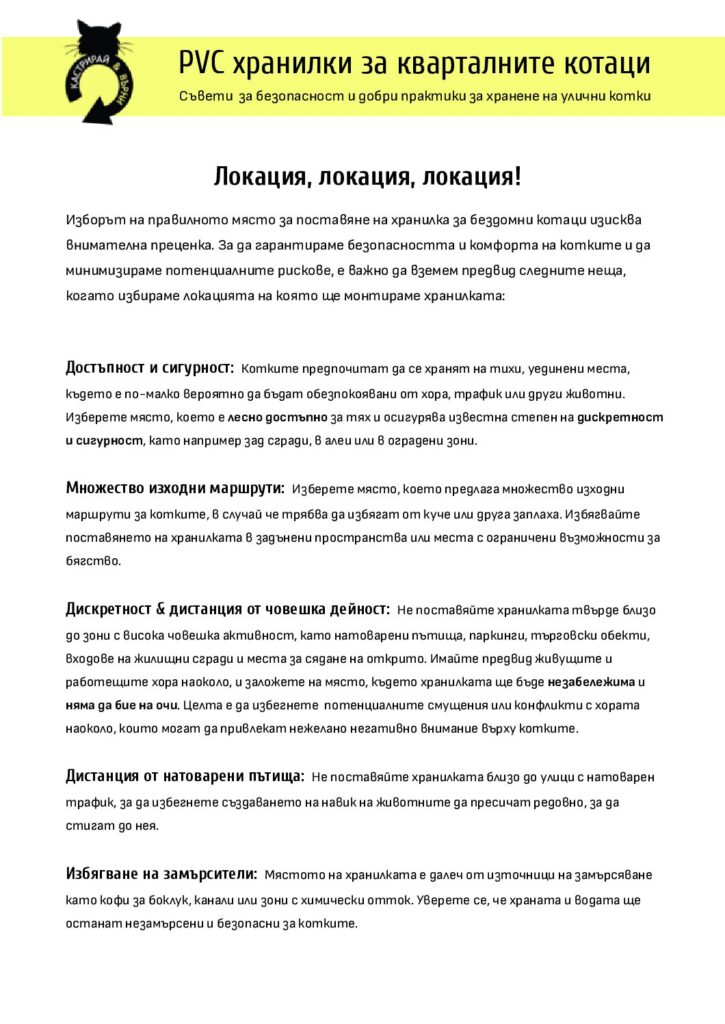 КАСТРИРАЙ & ВЪРНИ
PVC хранилки за кварталните котаци
Съвети за безопасност и добри практики за хранене на улични котки
Локация, локация, локация!
Изборът на правилното място за поставяне на хранилка за бездомни котаци изисква
внимателна преценка. За да гарантираме безопасността и комфорта на котките и да
минимизираме потенциалните рискове, е важно да вземем предвид следните неща,
когато избираме локацията на която ще монтираме хранилката:
Достъпност и сигурност: Котките предпочитат да се хранят на тихи, уединени места,
където е по-малко вероятно да бъдат обезпокоявани от хора, трафик или други животни.
Изберете място, което е лесно достъпно за тях и осигурява известна степен на дискретност
и сигурност, като например зад сгради, в алеи или в оградени зони.
Множество изходни маршрути: Изберете място, което предлага множество изходни
маршрути за котките, в случай че трябва да избягат от куче или друга заплаха. Избягвайте
поставянето на хранилката в задънени пространства или места с ограничени възможности за
бягство.
Дискретност & дистанция от човешка дейност: Не поставяйте хранилката твърде близо
до зони с висока човешка активност, като натоварени пътища, паркинги, търговски обекти,
входове на жилищни сгради и места за сядане на открито. Имайте предвид живущите и
работещите хора наоколо, и заложете на място, където хранилката ще бъде незабележима и
няма да бие на очи. Целта е да избегнете потенциалните смущения или конфликти с хората
наоколо, които могат да привлекат нежелано негативно внимание върху котките.
Дистанция от натоварени пътища: Не поставяйте хранилката близо до улици с натоварен
трафик, за да избегнете създаването на навик на животните да пресичат редовно, за да
стигат до нея.
Избягване на замърсители: Мястото на хранилката е далеч от източници на замърсяване
като кофи за боклук, канали или зони с химически отток. Уверете се, че храната и водата ще
останат незамърсени и безопасни за котките.